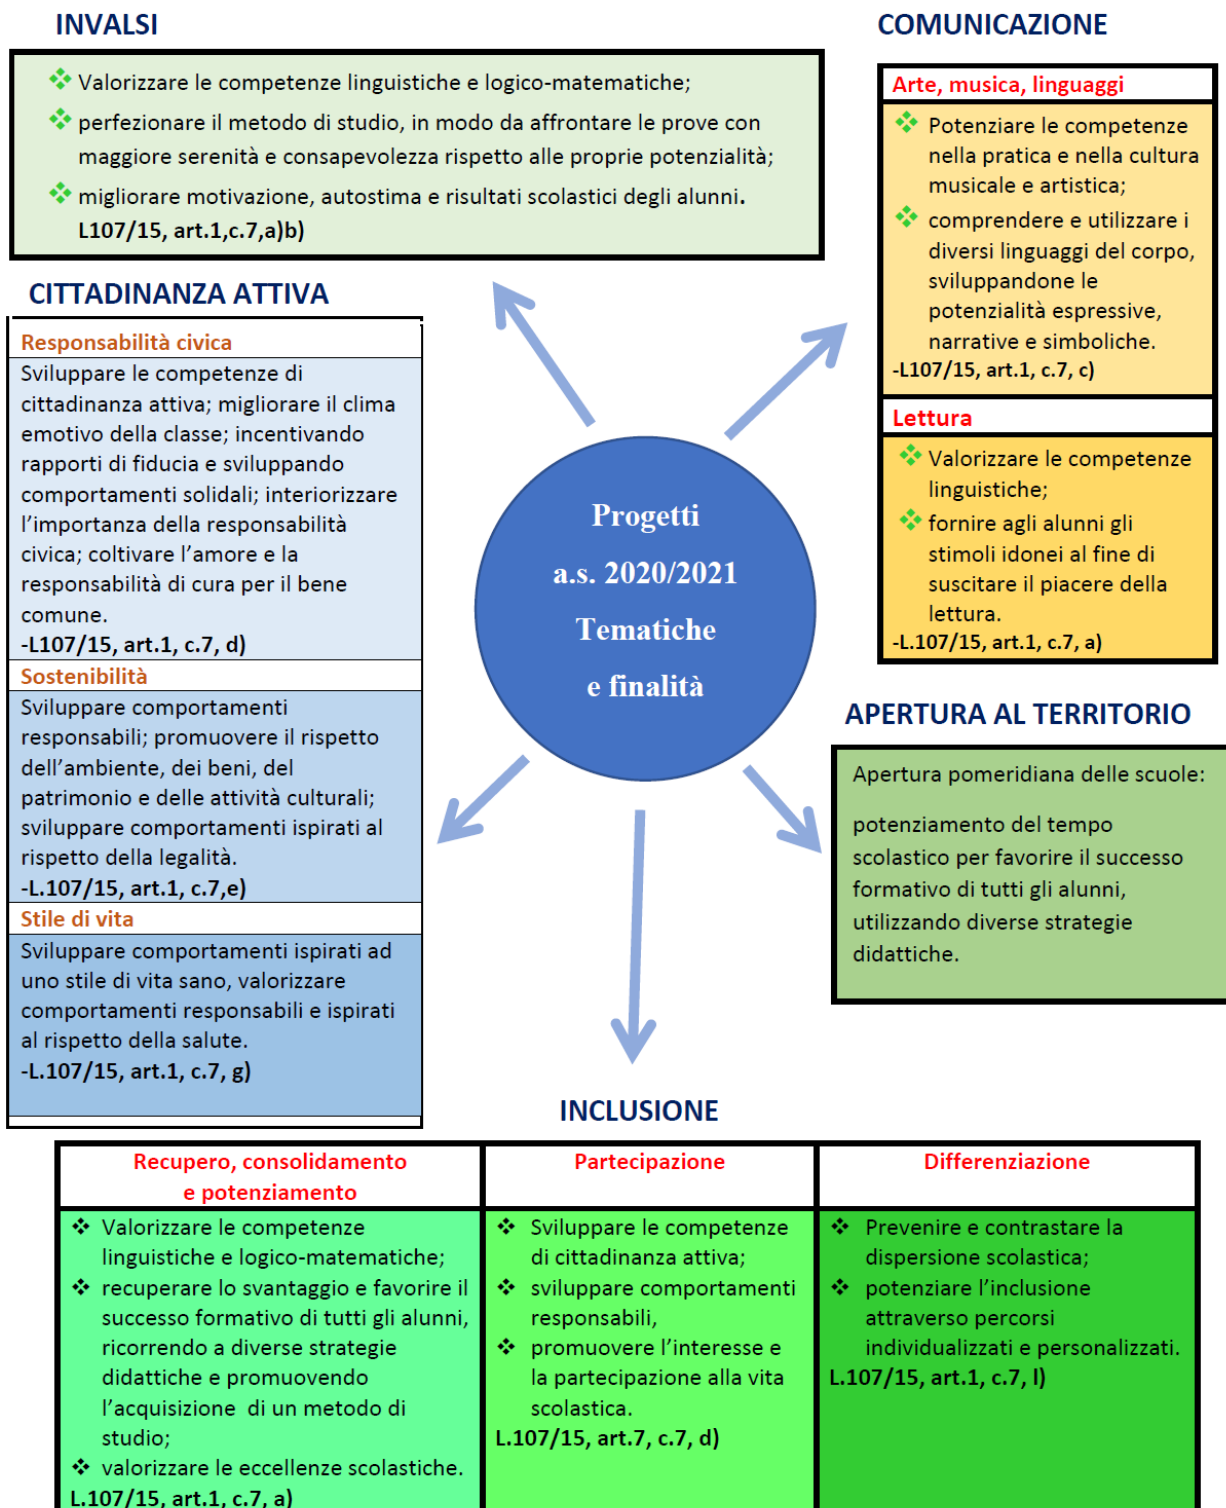 INVALSI
Valorizzare le competenze linguistiche e logico-matematiche;
perfezionare il metodo di studio, in modo da affrontare le prove con
maggiore serenità e consapevolezza rispetto alle proprie potenzialità;
migliorare motivazione, autostima e risultati scolastici degli alunni.
L107/15, art.1,c.7,a)b)
COMUNICAZIONE
Arte, musica, linguaggi
Potenziare le competenze
nella pratica e nella cultura
musicale e artistica;
comprendere e utilizzare i
diversi linguaggi del corpo,
sviluppandone le
potenzialità espressive,
narrative e simboliche.
-L107/15, art.1, c.7, c)
Lettura
Valorizzare le competenze
linguistiche;
fornire agli alunni gli
stimoli idonei al fine di
suscitare il piacere della
lettura.
-L.107/15, art.1, c.7, a)
CITTADINANZA ATTIVA
Responsabilità civica
Sviluppare le competenze di
cittadinanza attiva; migliorare il clima
emotivo della classe; incentivando
rapporti di fiducia e sviluppando
comportamenti solidali; interiorizzare
l’importanza della responsabilità
civica; coltivare l’amore e la
responsabilità di cura per il bene
comune.
-L107/15, art.1, c.7, d)
Sostenibilità
Sviluppare comportamenti
responsabili; promuovere il rispetto
dell’ambiente, dei beni, del
patrimonio e delle attività culturali;
sviluppare comportamenti ispirati al
rispetto della legalità.
-L.107/15, art.1, c.7,e)
Stile di vita
Sviluppare comportamenti ispirati ad
uno stile di vita sano, valorizzare
comportamenti responsabili e ispirati
al rispetto della salute.
-L.107/15, art.1, c.7, g)
Progetti
a.s. 2020/2021
Tematiche
e finalità
APERTURA AL TERRITORIO
Apertura pomeridiana delle scuole:
potenziamento del tempo
scolastico per favorire il successo
formativo di tutti gli alunni,
utilizzando diverse strategie
didattiche.
INCLUSIONE
Recupero, consolidamento
e potenziamento
Valorizzare le competenze
linguistiche e logico-matematiche;
recuperare lo svantaggio e favorire il
successo formativo di tutti gli alunni,
ricorrendo a diverse strategie
didattiche e promuovendo
l’acquisizione di un metodo di
studio;
valorizzare le eccellenze scolastiche.
L.107/15, art.1, c.7, a)
Partecipazione
Sviluppare le competenze
di cittadinanza attiva;
sviluppare comportamenti
responsabili,
promuovere l’interesse e
la partecipazione alla vita
scolastica.
L.107/15, art.7, c.7, d)
Differenziazione
Prevenire e contrastare la
dispersione scolastica;
potenziare l’inclusione
attraverso percorsi
individualizzati e personalizzati.
L.107/15, art.1, c.7, l)